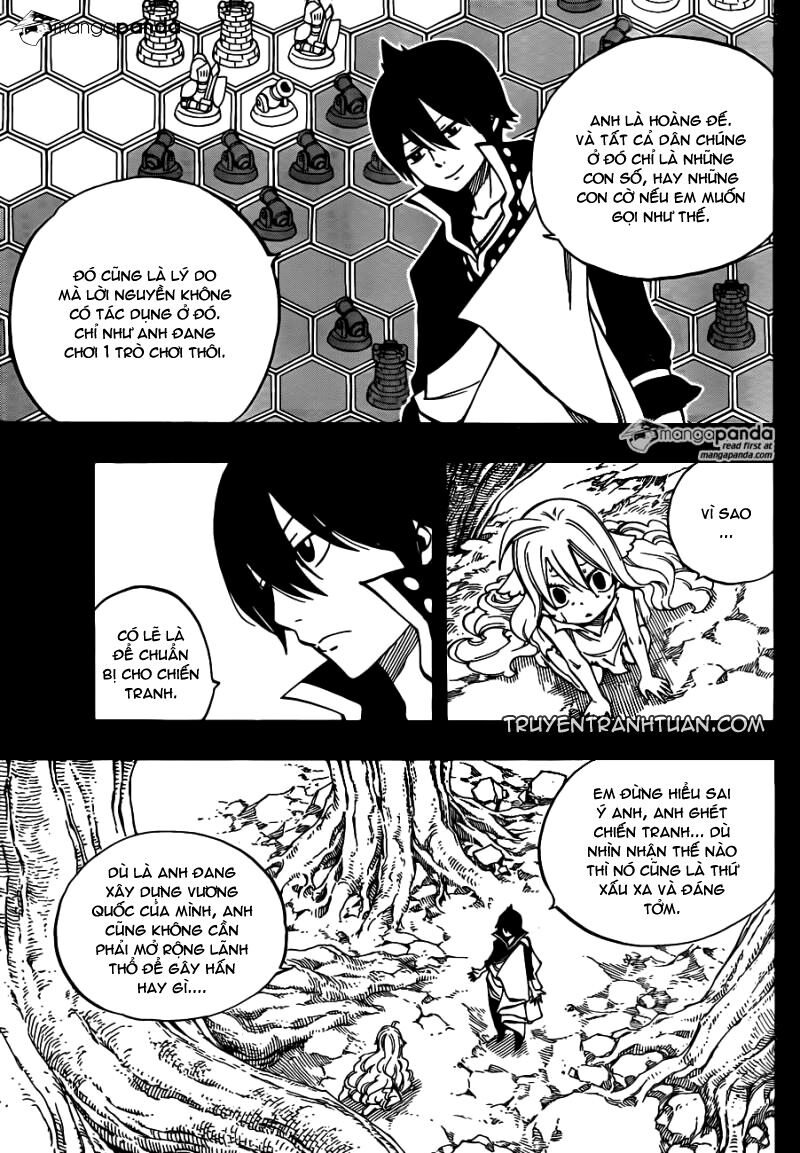 mangapanda
ANH LÀ HOÀNG ĐẾ.
VÀ TẤT CẢ DÂN CHÚNG
Ở ĐÓ CHỈ LÀ NHỮNG
CON SỐ, HAY NHỮNG
CON CỜ NẾU EM MUỐN
GỌI NHƯ THẾ.
ĐÓ CŨNG LÀ LÝ DO
MÀ LỜI NGUYỀN KHÔNG
CÓ TÁC DỤNG Ở ĐÓ.
CHỈ NHƯ ANH ĐANG
CHƠI 1 TRÒ CHƠI THÔI.
mangapanda
read first at
mangapanda.com
VÌ SAO
...
CÓ LẼ LÀ
ĐỂ CHUẨN
BỊ CHO CHIẾN
TRANH.
TRUYENTRANHTUAN.COM
EM ĐỪNG HIỂU SAI
Ý ANH, ANH GHÉT
CHIẾN TRANH... DÙ
NHÌN NHẬN THẾ NÀO
THÌ NÓ CŨNG LÀ THỨ
XẤU XA VÀ ĐÁNG
TỞM.
DÙ LÀ ANH ĐANG
XÂY DỰNG VƯƠNG
QUỐC CỦA MÌNH, ANH
CŨNG KHÔNG CẦN
PHẢI MỞ RỘNG LÃNH
THỔ ĐỂ GÂY HẤN
HAY GÌ....